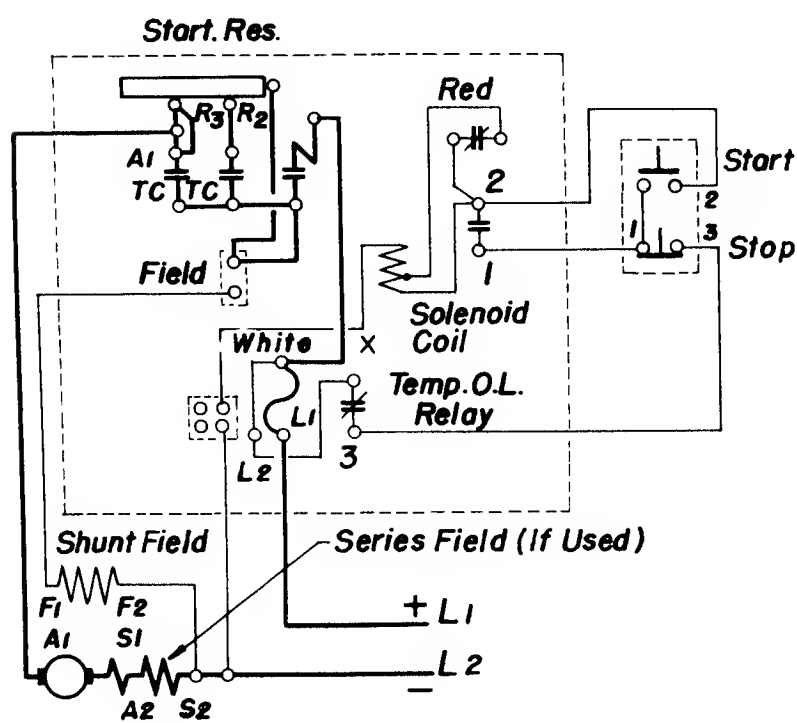 Start. Res.
Red
R3 R2
A1
TC TC
2
1
Start
2
1 3
Stop
Field
Solenoid
Coil
White X
Temp. O.L.
Relay
L1
L2
3
Shunt Field
Series Field (If Used)
F1 F2
A1 S1
A2 S2
+ L1
L2
−